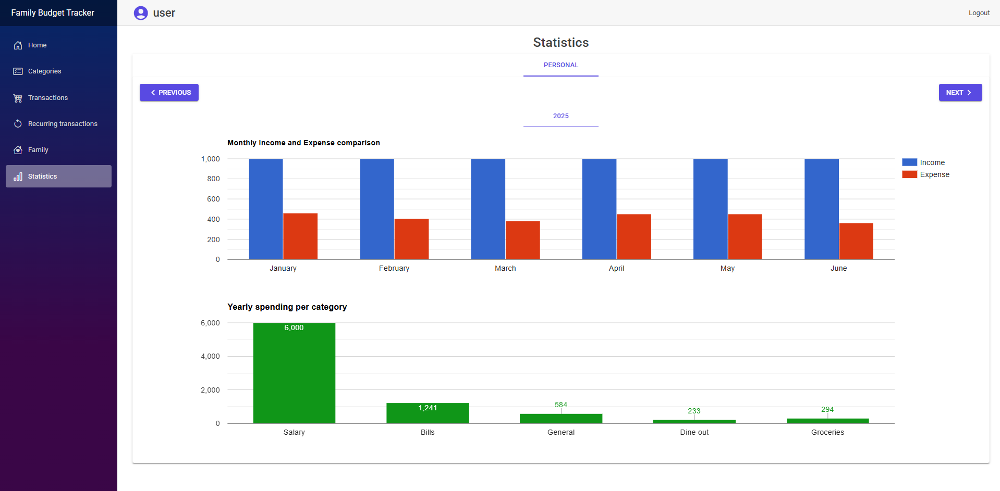 Family Budget Tracker
user
Logout
Home
Categories
Transactions
Recurring transactions
Family
Statistics
Statistics
PERSONAL
PREVIOUS
NEXT
2025
Monthly Income and Expense comparison
1,000
800
600
400
200
0
January
February
March
April
May
June
Income
Expense
Yearly spending per category
6,000
4,000
2,000
0
6,000
1,241
584
233
294
Salary
Bills
General
Dine out
Groceries